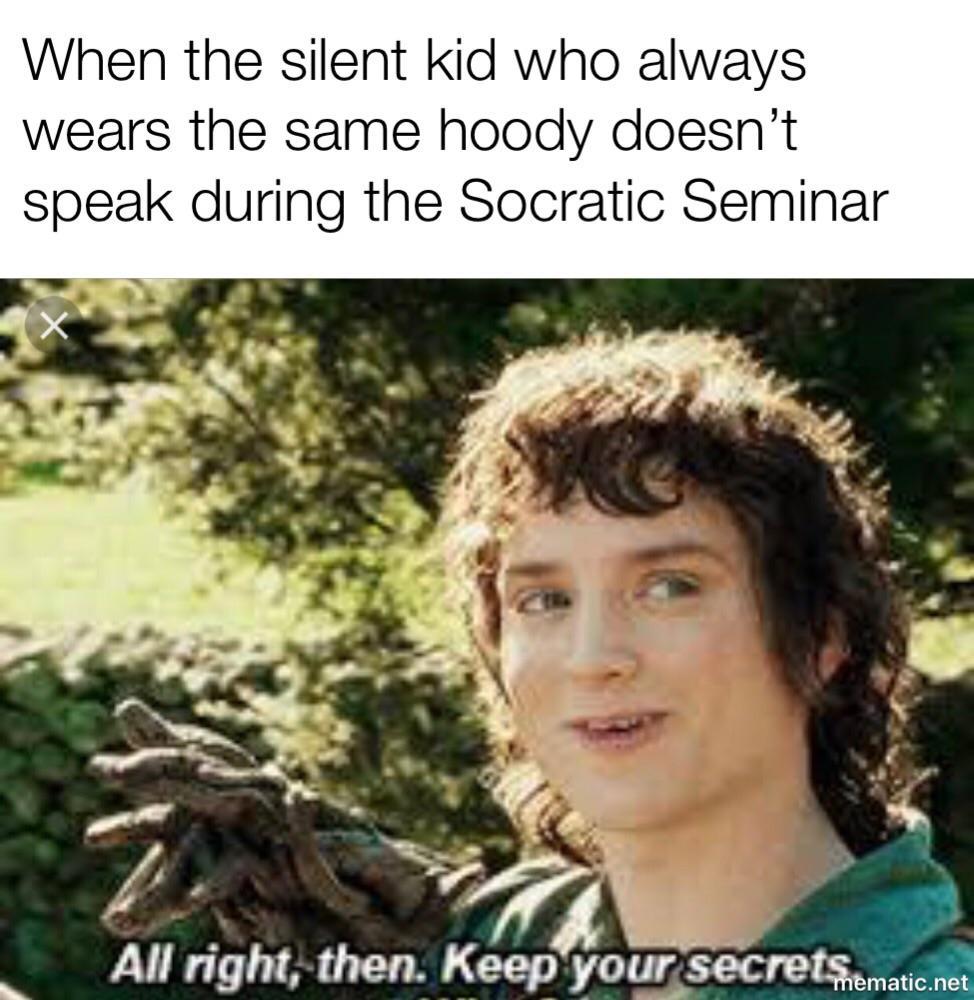 When the silent kid who always
wears the same hoody doesn’t
speak during the Socratic Seminar
All right, then. Keep your secrets.
mematic.net